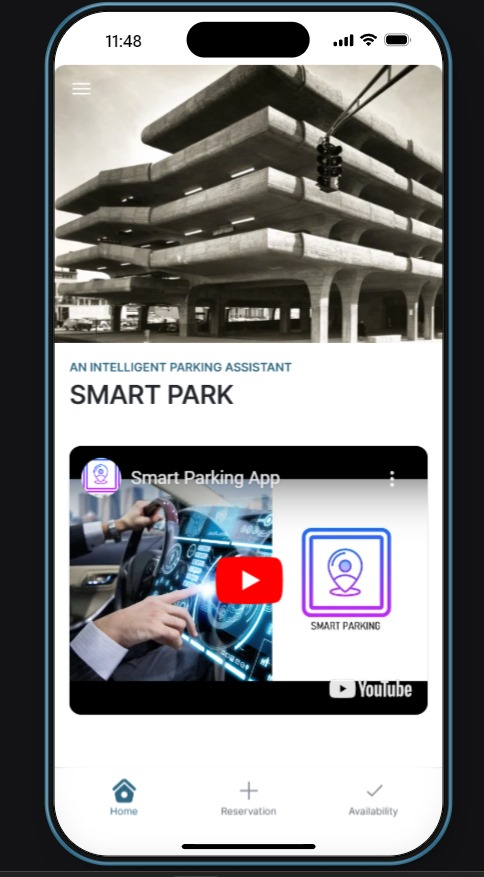 11:48
AN INTELLIGENT PARKING ASSISTANT
SMART PARK
Smart Parking App
SMART PARKING
YouTube
Home
Reservation
Availability